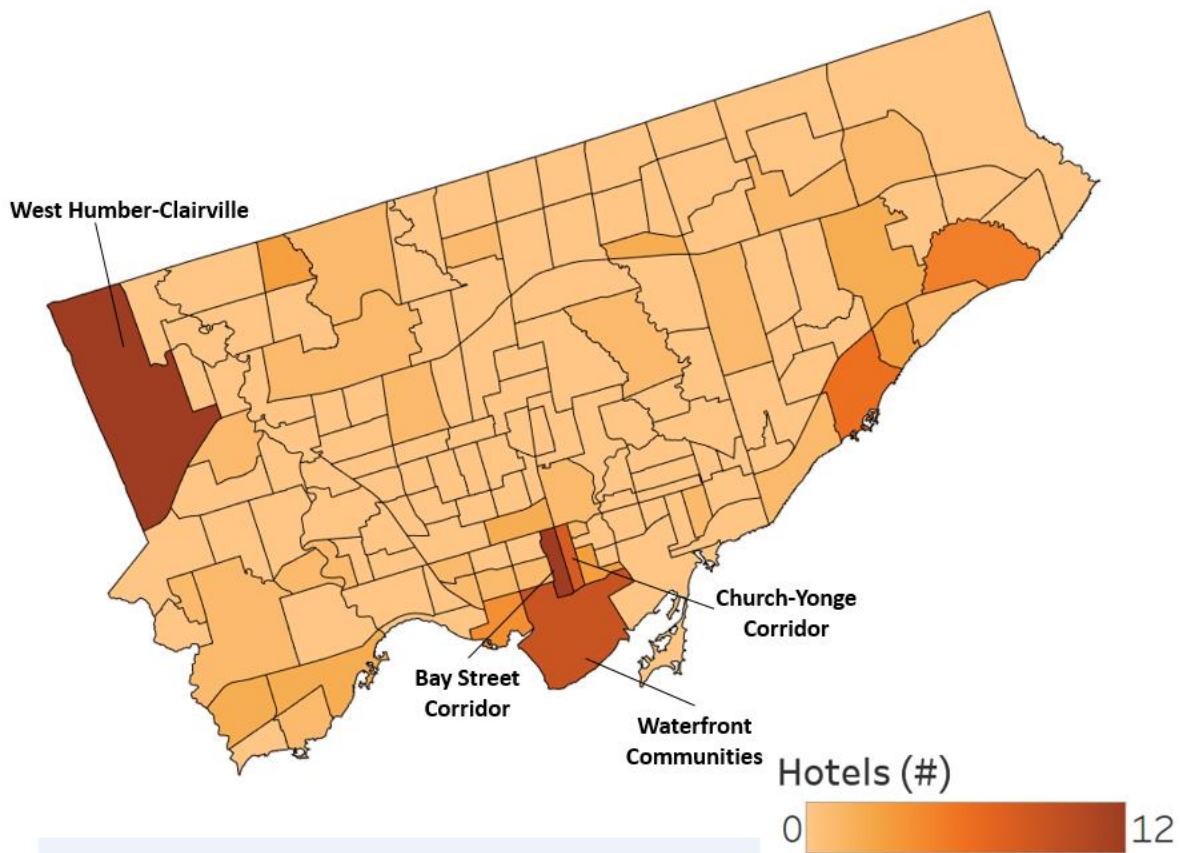 West Humber-Clairville
Church-Yonge
Corridor
Bay Street
Corridor
Waterfront
Communities
Hotels (#)
0
12